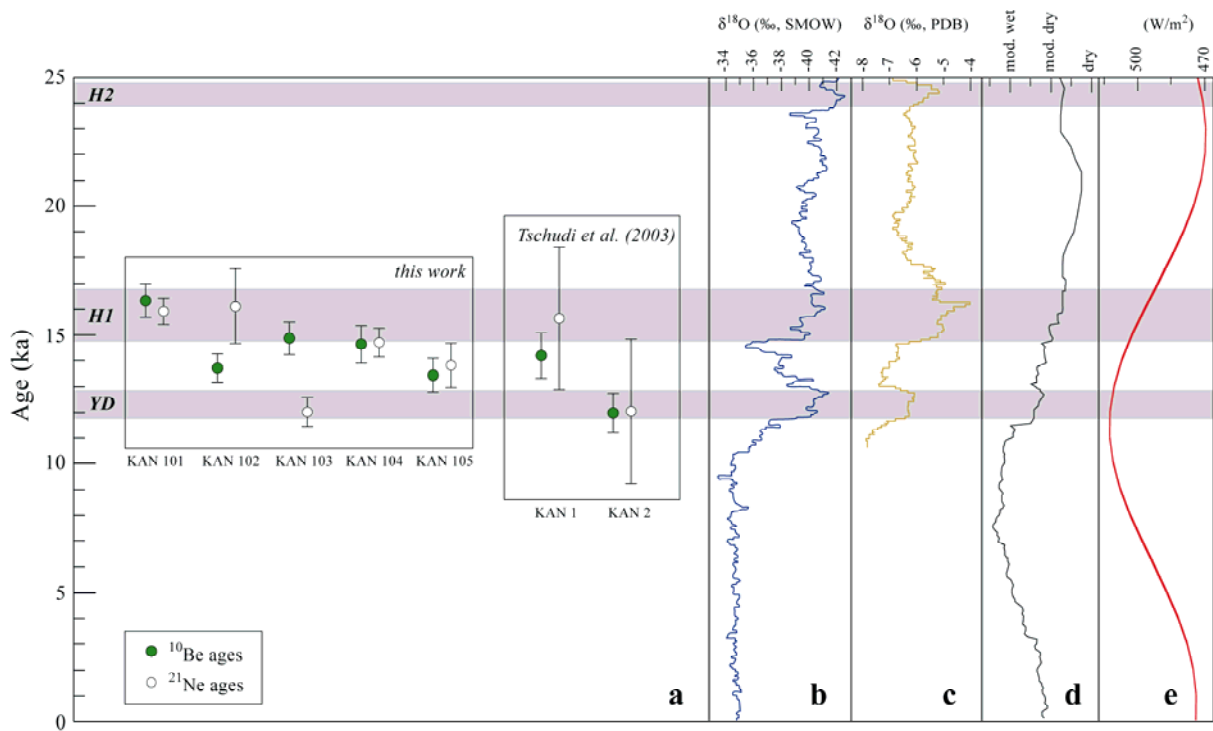 δ18O (‰, SMOW)
δ18O (‰, PDB)
mod. wet
mod. dry
dry
(W/m2)
-34 -36 -38 -40 -42
-8 -7 -6 -5 -4
500 470
25
H2
20
Tschudi et al. (2003)
this work
H1
15
Age (ka)
YD
KAN 101 KAN 102 KAN 103 KAN 104 KAN 105
10
KAN 1 KAN 2
5
10Be ages
21Ne ages
a b c d e
0